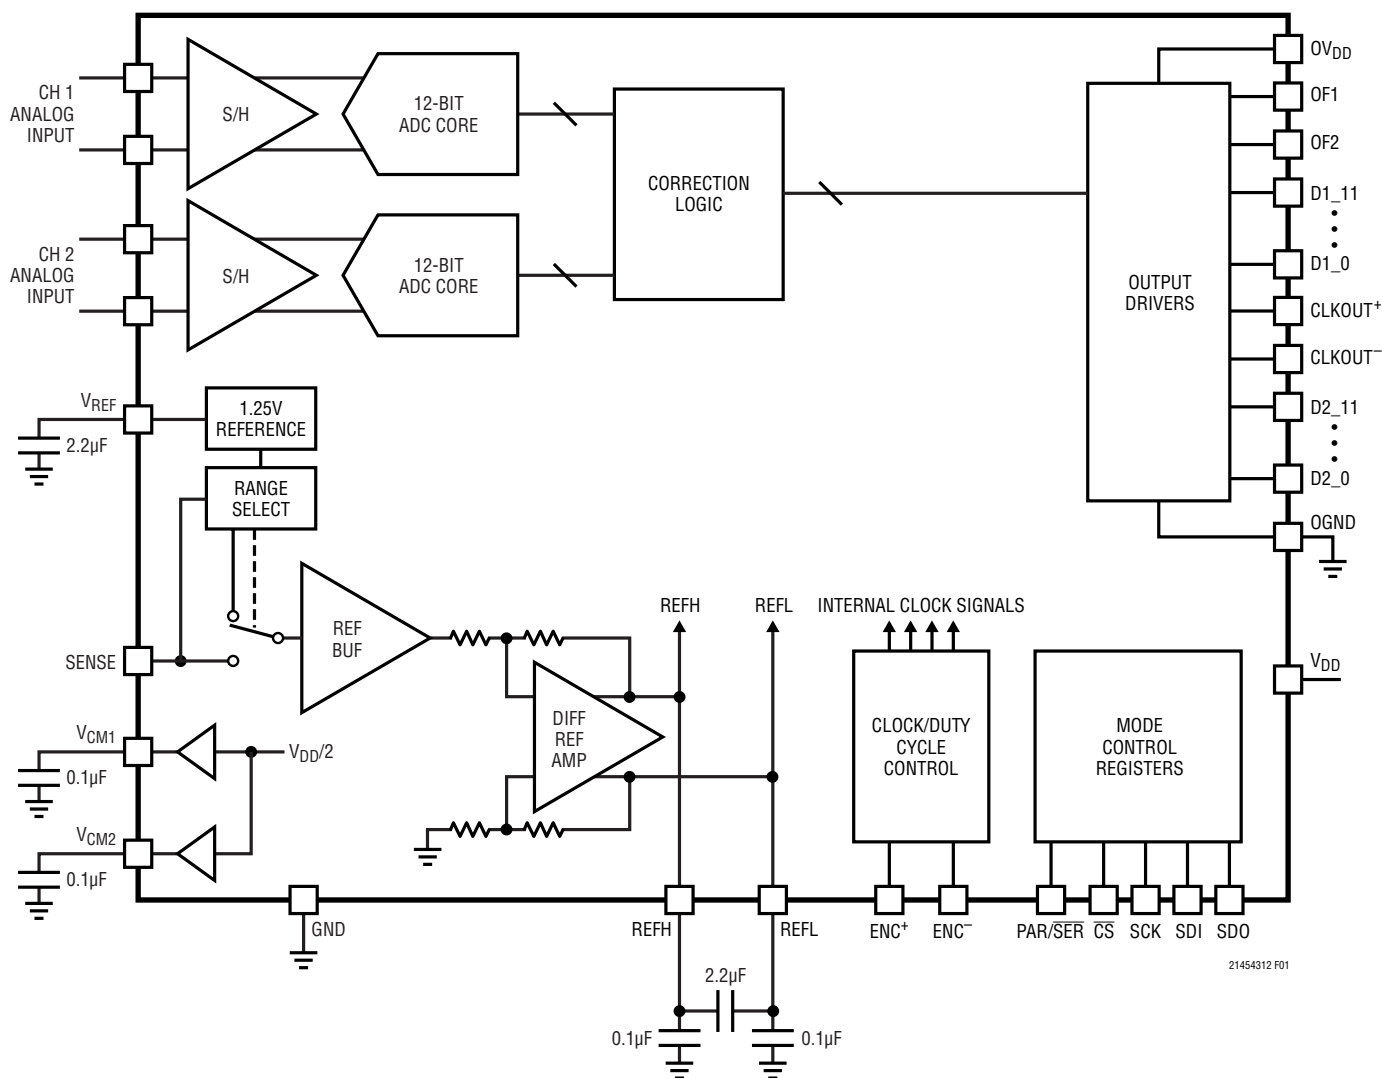 CH 1
ANALOG
INPUT
S/H
12-BIT
ADC CORE
CH 2
ANALOG
INPUT
S/H
12-BIT
ADC CORE
CORRECTION
LOGIC
OUTPUT
DRIVERS
OVDD
OF1
OF2
D1_11
D1_0
CLKOUT+
CLKOUT–
D2_11
D2_0
OGND
VDD
VREF
2.2µF
1.25V
REFERENCE
RANGE
SELECT
SENSE
REF
BUF
VCM1
0.1µF
VDD/2
VCM2
0.1µF
GND
DIFF
REF
AMP
REFH
REFL
INTERNAL CLOCK SIGNALS
CLOCK/DUTY
CYCLE
CONTROL
MODE
CONTROL
REGISTERS
REFH
REFL
ENC+
ENC–
PAR/SER
CS
SCK
SDI
SDO
2.2µF
0.1µF
0.1µF
21454312 F01